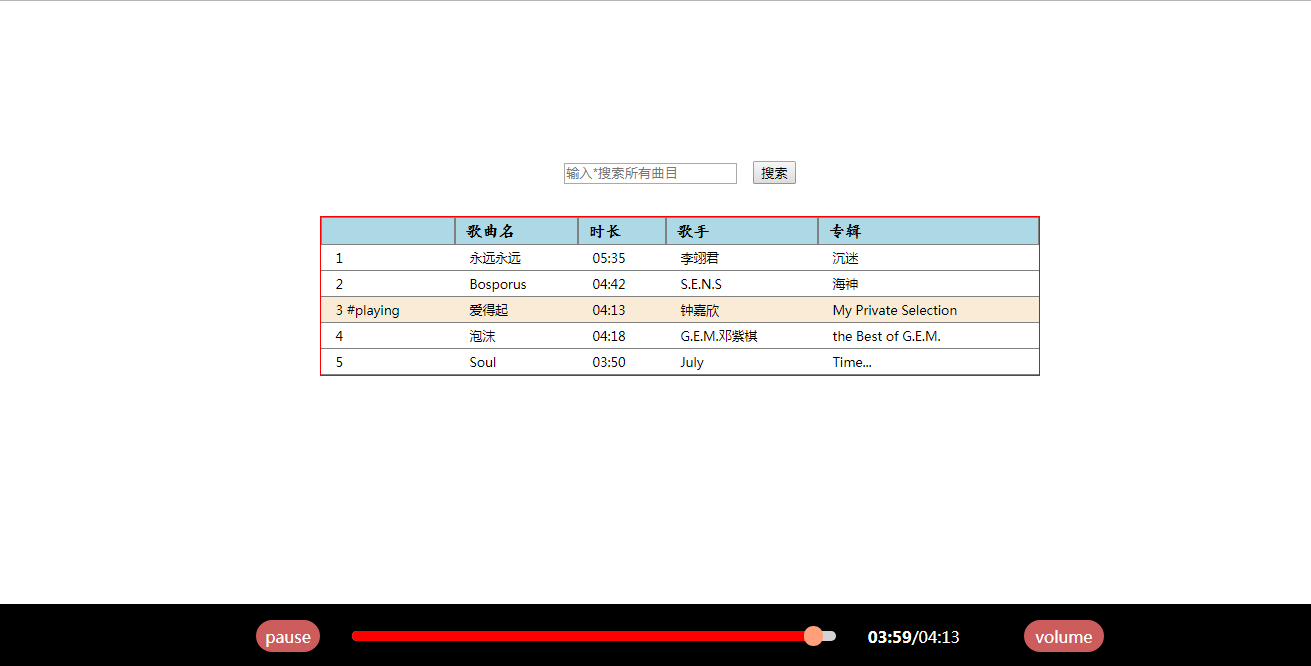 输入*搜索所有曲目 搜索
歌曲名 时长 歌手 专辑
1 永远永远 05:35 李翊君 沉迷
2 Bosporus 04:42 S.E.N.S 海神
3 #playing 爱得起 04:13 钟嘉欣 My Private Selection
4 泡沫 04:18 G.E.M.邓紫棋 the Best of G.E.M.
5 Soul 03:50 July Time...
pause 03:59/04:13 volume